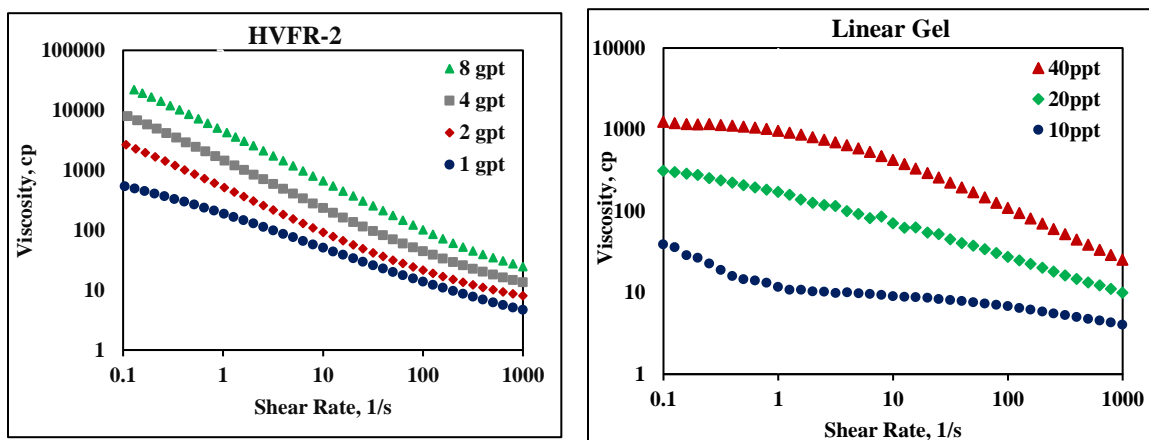 HVFR-2
100000
10000
1000
100
10
1
Viscosity, cp
8 gpt
4 gpt
2 gpt
1 gpt
0.1 1 10 100 1000
Shear Rate, 1/s
Linear Gel
10000
1000
100
10
1
Viscosity, cp
40ppt
20ppt
10ppt
0.1 1 10 100 1000
Shear Rate, 1/s